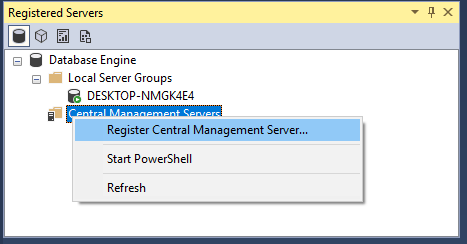 Registered Servers
Database Engine
Local Server Groups
DESKTOP-NMGK4E4
Central Management Servers
Register Central Management Server...
Start PowerShell
Refresh